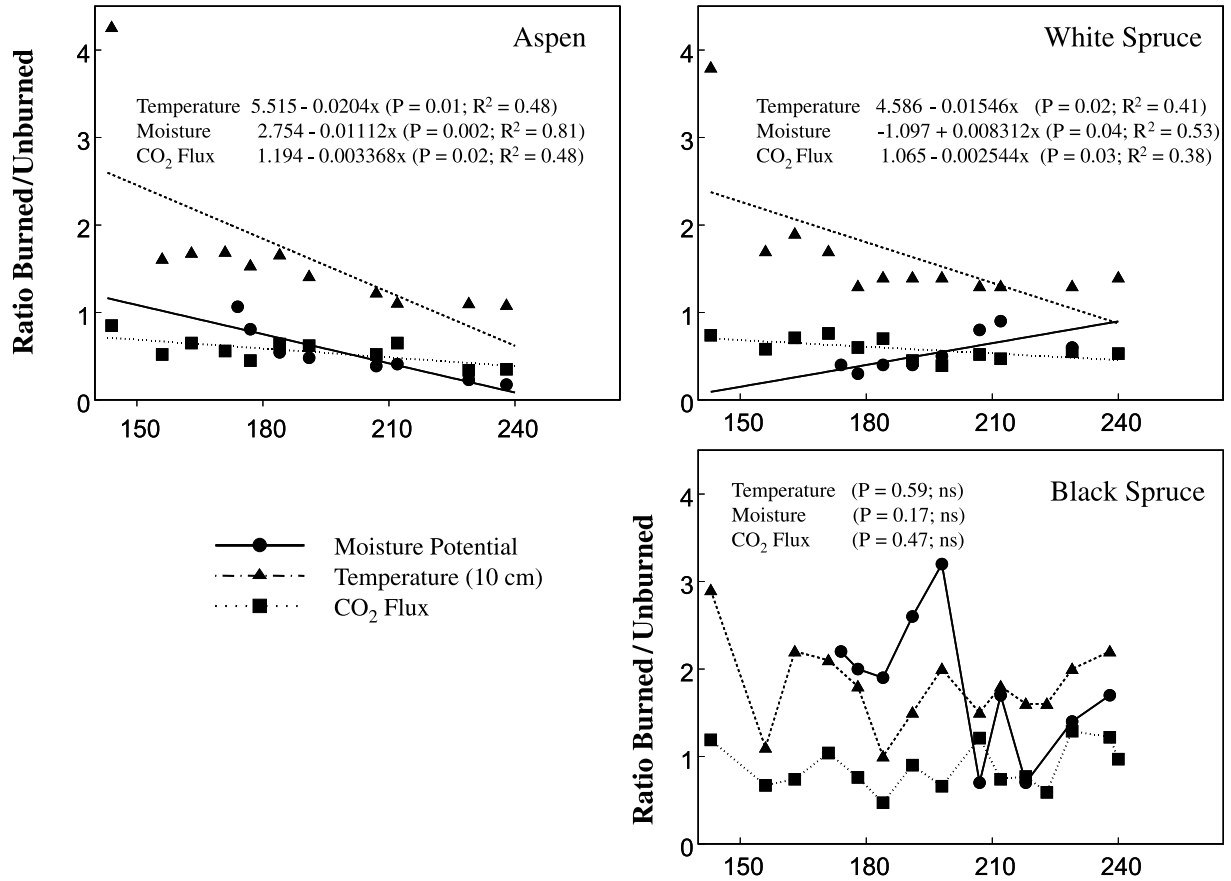 Aspen
Temperature 5.515 - 0.0204x (P = 0.01; R² = 0.48)
Moisture 2.754 - 0.01112x (P = 0.002; R² = 0.81)
CO₂ Flux 1.194 - 0.003368x (P = 0.02; R² = 0.48)
Ratio Burned/Unburned
4
3
2
1
0
150 180 210 240
White Spruce
Temperature 4.586 - 0.01546x (P = 0.02; R² = 0.41)
Moisture -1.097 + 0.008312x (P = 0.04; R² = 0.53)
CO₂ Flux 1.065 - 0.002544x (P = 0.03; R² = 0.38)
4
3
2
1
0
150 180 210 240
Moisture Potential
Temperature (10 cm)
CO₂ Flux
Black Spruce
Temperature (P = 0.59; ns)
Moisture (P = 0.17; ns)
CO₂ Flux (P = 0.47; ns)
Ratio Burned / Unburned
4
3
2
1
0
150 180 210 240